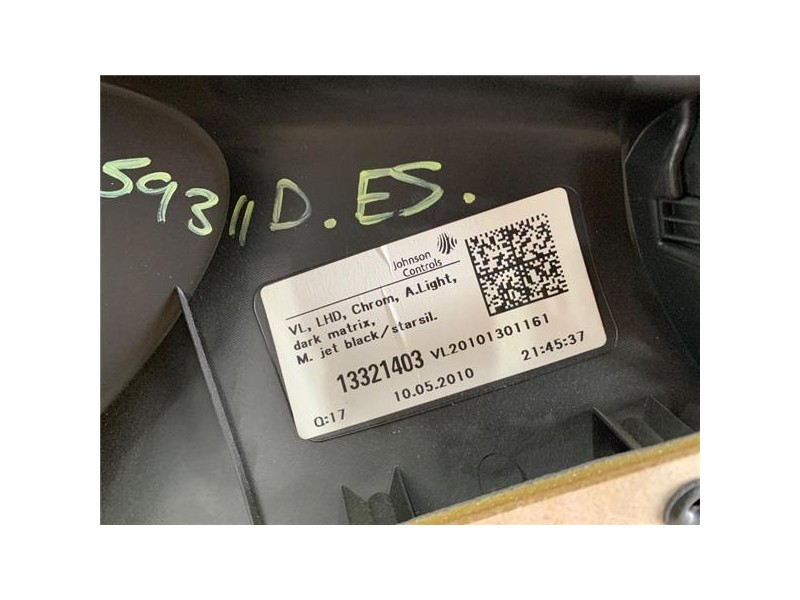 59311D.ES.
Johnson
Controls
VL, LHD, Chrom, A.Light,
dark matrix,
M. jet black/starsil.
13321403 VL20101301161
Q:17 10.05.2010 21:45:37